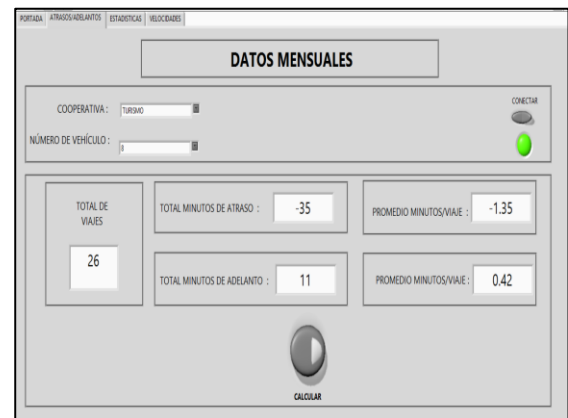 PORTADA ATRASOS/ADELANTOS ESTADISTICAS VELOCIDADES
DATOS MENSUALES
COOPERATIVA : TURISMO
CONECTAR
NÚMERO DE VEHÍCULO : 8
TOTAL DE
VIAJES
26
TOTAL MINUTOS DE ATRASO : -35
PROMEDIO MINUTOS/VIAJE : -1.35
TOTAL MINUTOS DE ADELANTO : 11
PROMEDIO MINUTOS/VIAJE : 0.42
CALCULAR